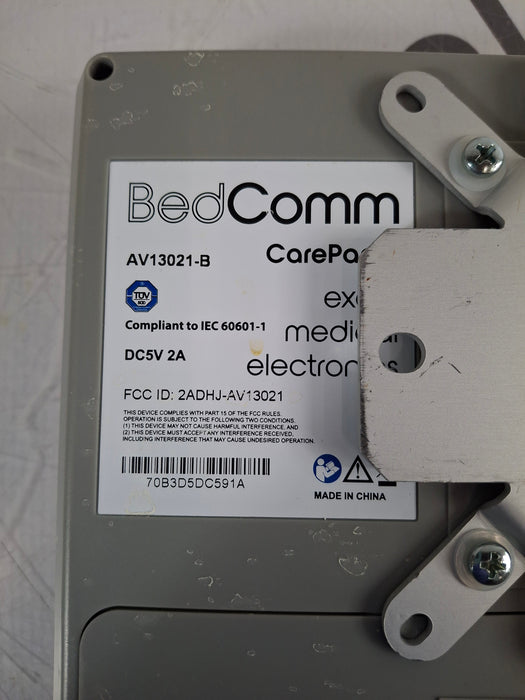 BedComm
AV13021-B
CarePa
TÜV
SÜD
Compliant to IEC 60601-1
DC5V 2A
medi al
electron s
FCC ID: 2ADHJ-AV13021
THIS DEVICE COMPLIES WITH PART 15 OF THE FCC RULES.
OPERATION IS SUBJECT TO THE FOLLOWING TWO CONDITIONS.
(1) THIS DEVICE MAY NOT CAUSE HARMFUL INTERFERENCE, AND
(2) THIS DEVICE MUST ACCEPT ANY INTERFERENCE RECEIVED,
INCLUDING INTERFERENCE THAT MAY CAUSE UNDESIRED OPERATION.
70B3D5DC591A
MADE IN CHINA